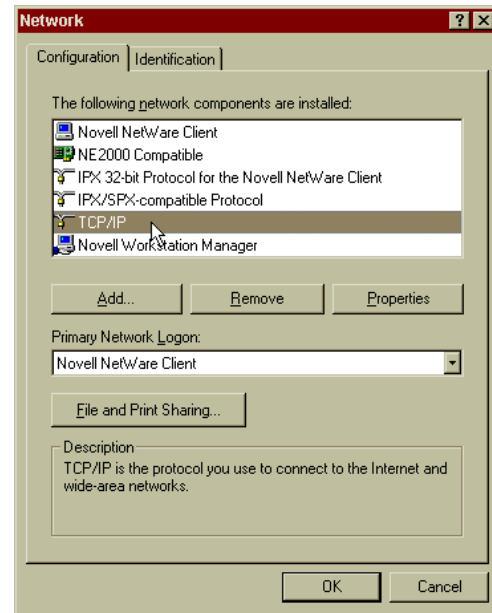 Network
Configuration Identification
The following network components are installed:
Novell NetWare Client
NE2000 Compatible
IPX 32-bit Protocol for the Novell NetWare Client
IPX/SPX-compatible Protocol
TCP/IP
Novell Workstation Manager
Add... Remove Properties
Primary Network Logon:
Novell NetWare Client
File and Print Sharing...
Description
TCP/IP is the protocol you use to connect to the Internet and
wide-area networks.
OK Cancel